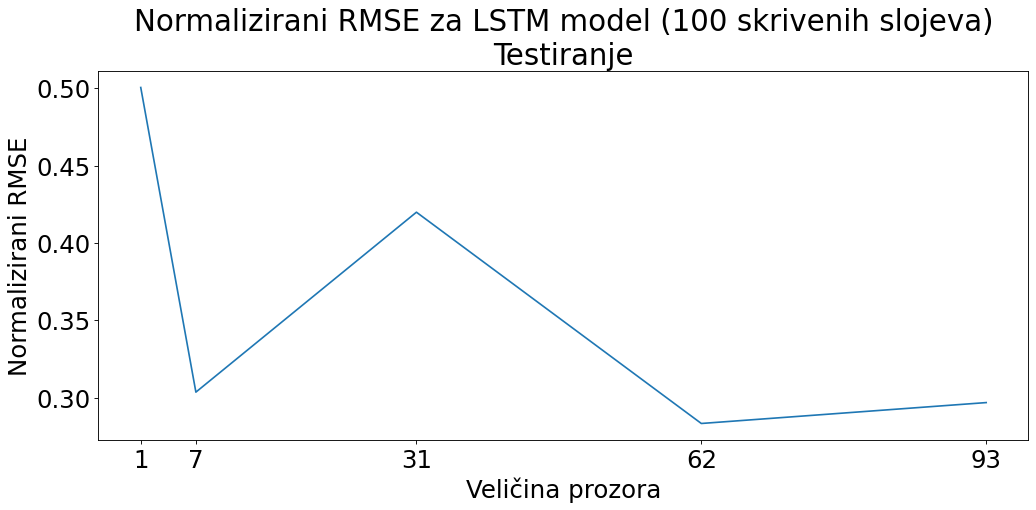 Normalizirani RMSE za LSTM model (100 skrivenih slojeva)
Testiranje
Normalizirani RMSE
0.50
0.45
0.40
0.35
0.30
1 7 31 62 93
Veličina prozora